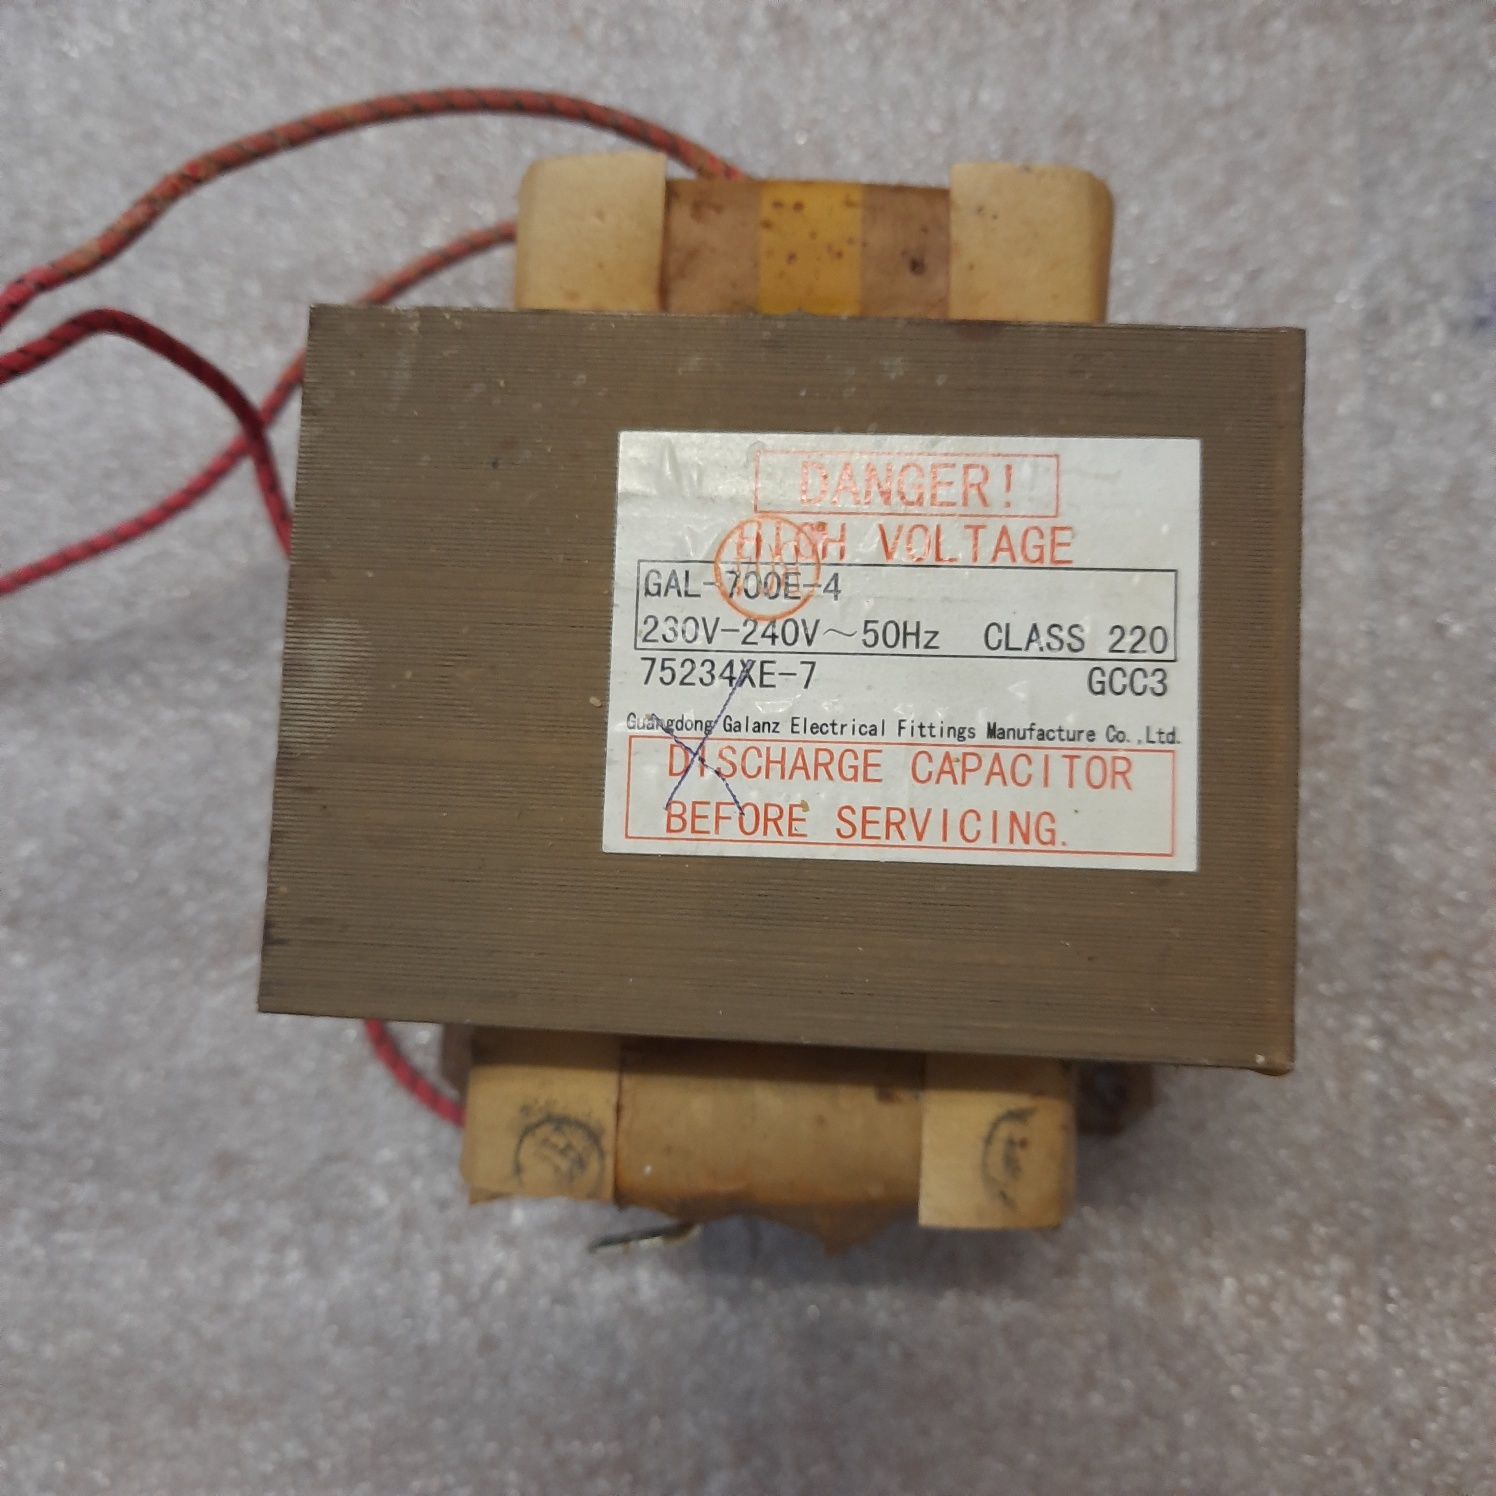 DANGER!
HIGH VOLTAGE
GAL-700E-4
230V-240V~50Hz CLASS 220
75234XE-7 GCC3
Guangdong Galanz Electrical Fittings Manufacture Co.,Ltd.
DISCHARGE CAPACITOR
BEFORE SERVICING.